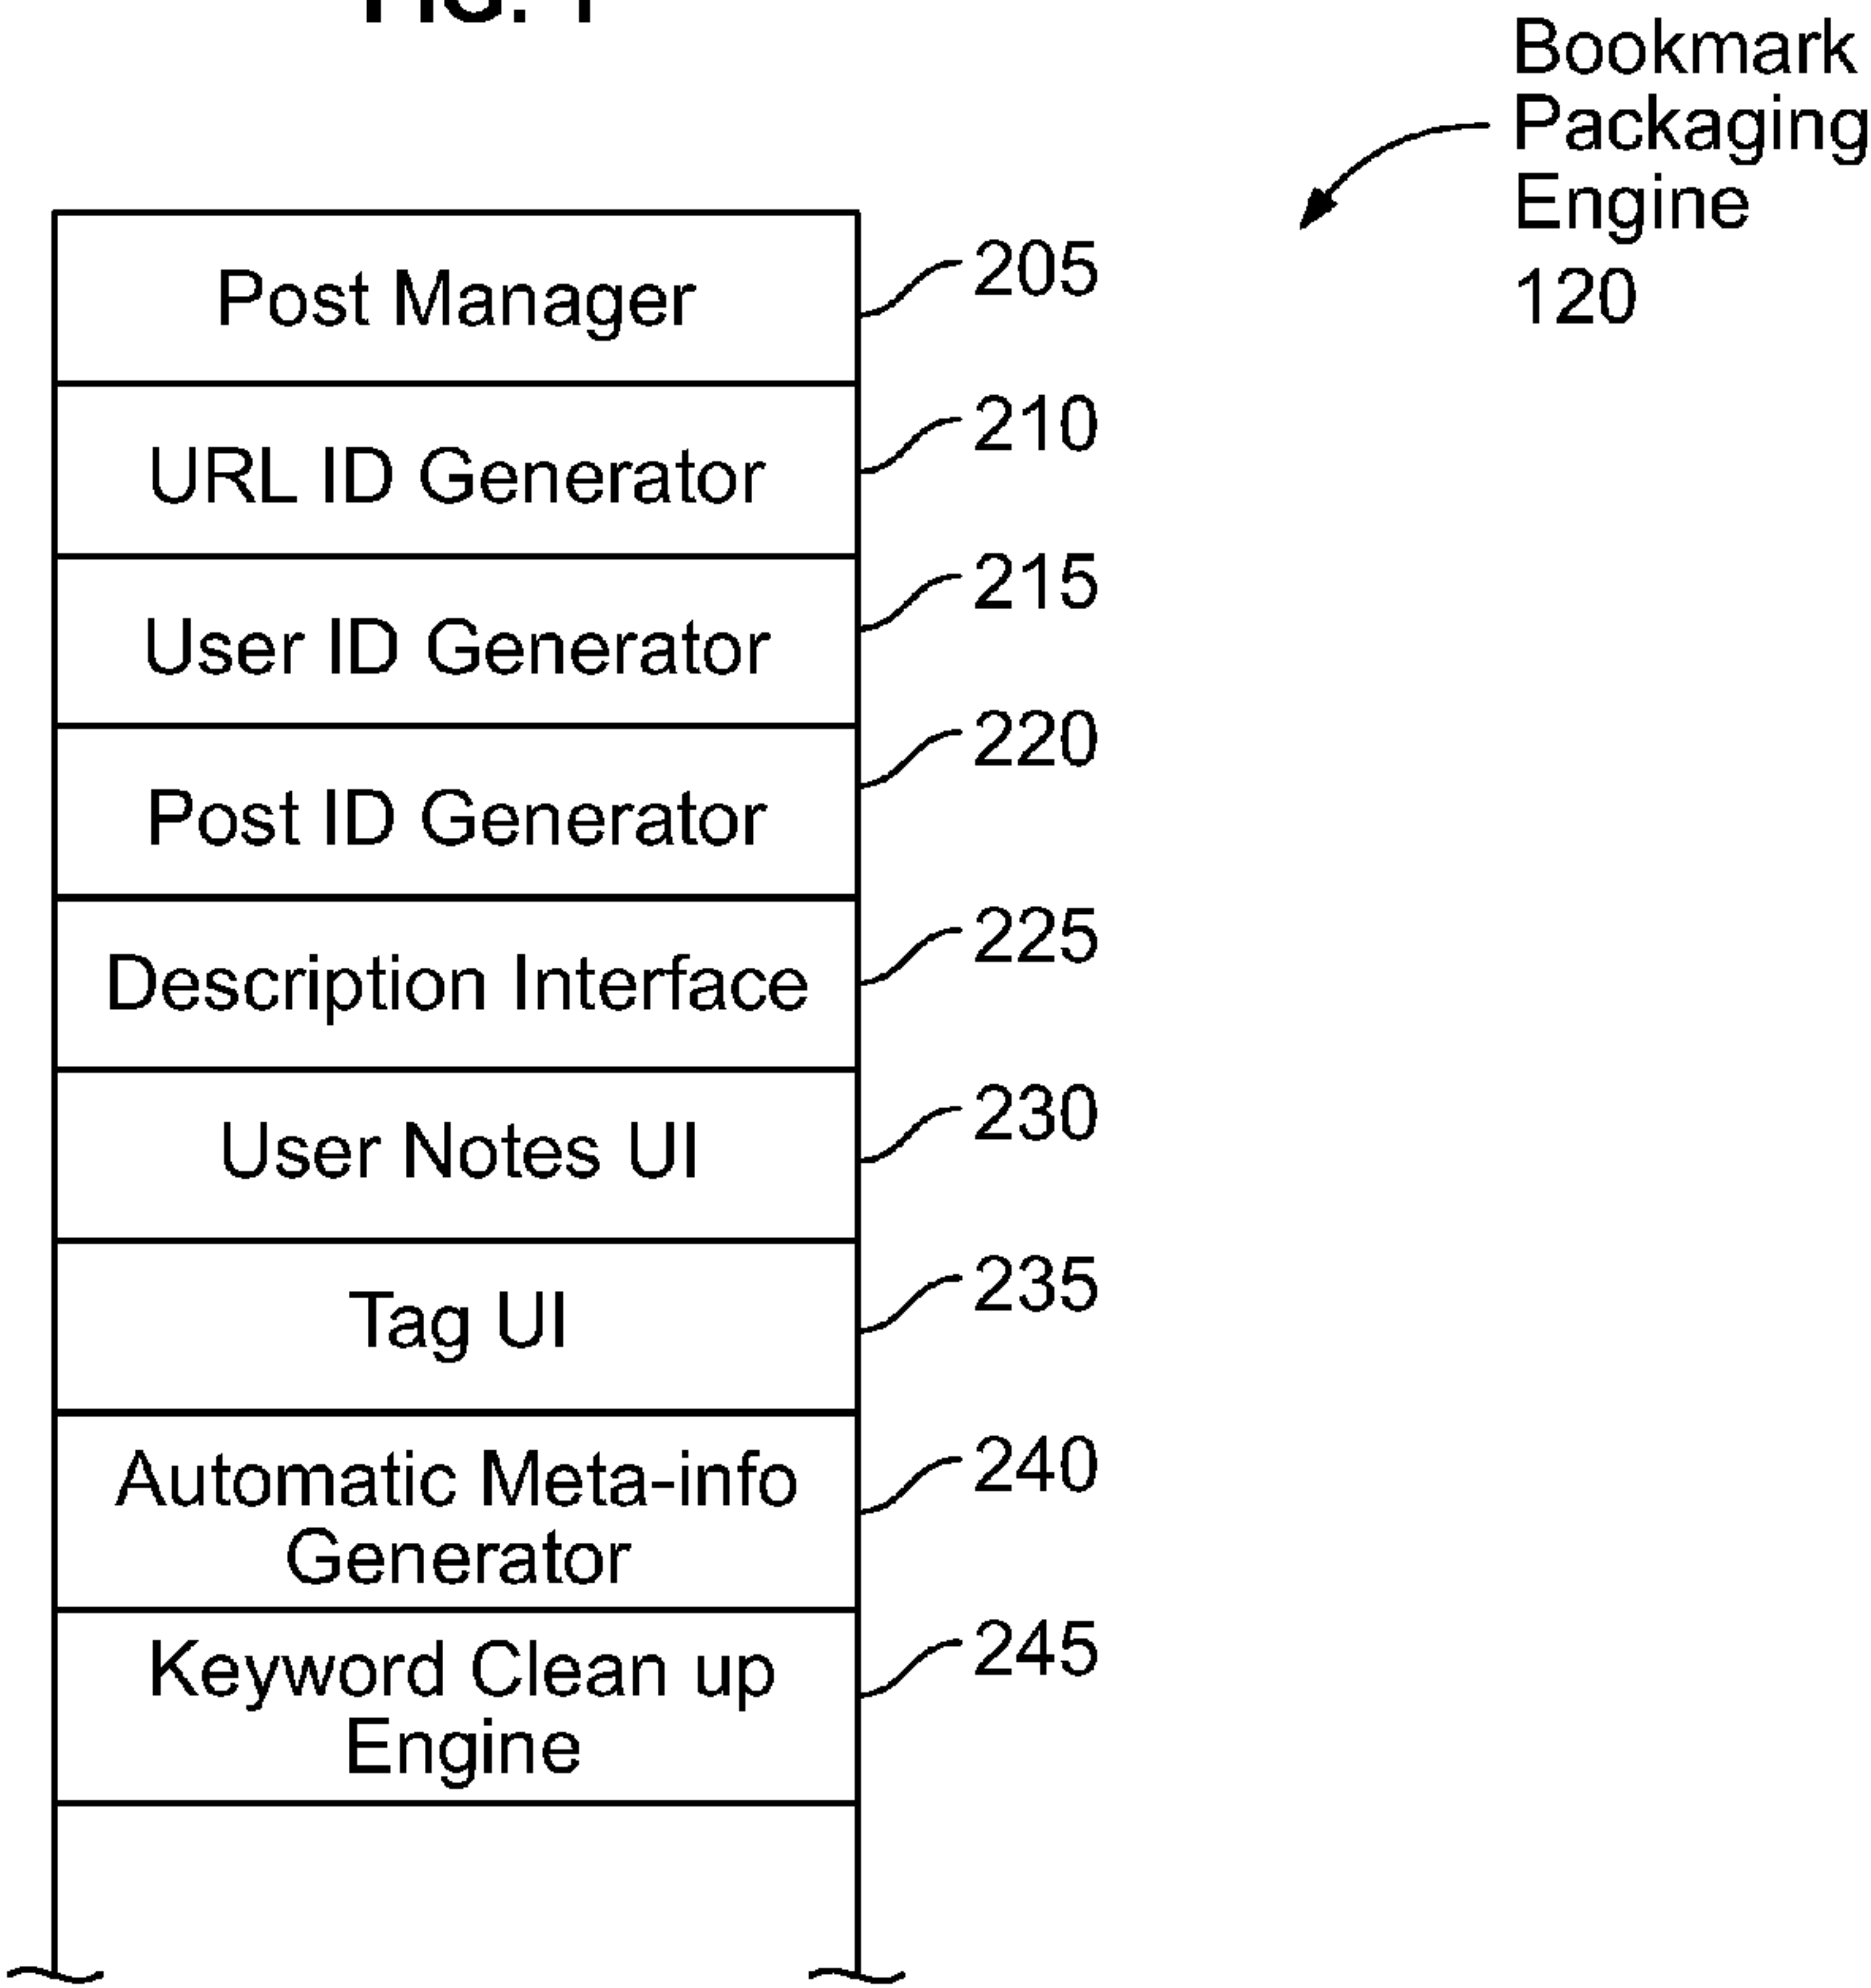 FIG. 1
Bookmark
Packaging
Engine
120
Post Manager
205
URL ID Generator
210
User ID Generator
215
Post ID Generator
220
Description Interface
225
User Notes UI
230
Tag UI
235
Automatic Meta-info
Generator
240
Keyword Clean up
Engine
245